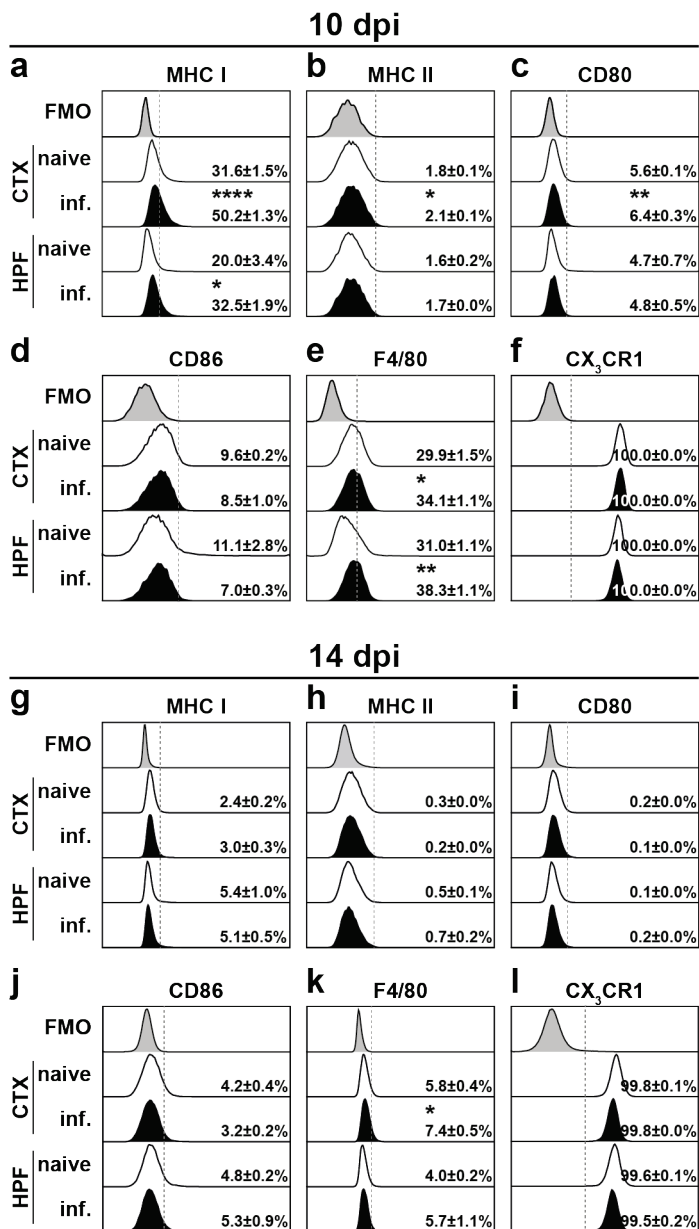 10 dpi
a MHC I b MHC II c CD80
FMO
CTX
naive 31.6±1.5% 1.8±0.1% 5.6±0.1%
**** * **
inf. 50.2±1.3% 2.1±0.1% 6.4±0.3%
HPF
naive 20.0±3.4% 1.6±0.2% 4.7±0.7%
*
inf. 32.5±1.9% 1.7±0.0% 4.8±0.5%
d CD86 e F4/80 f CX₃CR1
FMO
CTX
naive 9.6±0.2% 29.9±1.5% 100.0±0.0%
*
inf. 8.5±1.0% 34.1±1.1% 100.0±0.0%
HPF
naive 11.1±2.8% 31.0±1.1% 100.0±0.0%
**
inf. 7.0±0.3% 38.3±1.1% 100.0±0.0%
14 dpi
g MHC I h MHC II i CD80
FMO
CTX
naive 2.4±0.2% 0.3±0.0% 0.2±0.0%
inf. 3.0±0.3% 0.2±0.0% 0.1±0.0%
HPF
naive 5.4±1.0% 0.5±0.1% 0.1±0.0%
inf. 5.1±0.5% 0.7±0.2% 0.2±0.0%
j CD86 k F4/80 l CX₃CR1
FMO
CTX
naive 4.2±0.4% 5.8±0.4% 99.8±0.1%
*
inf. 3.2±0.2% 7.4±0.5% 99.8±0.0%
HPF
naive 4.8±0.2% 4.0±0.2% 99.6±0.1%
inf. 5.3±0.9% 5.7±1.1% 99.5±0.2%